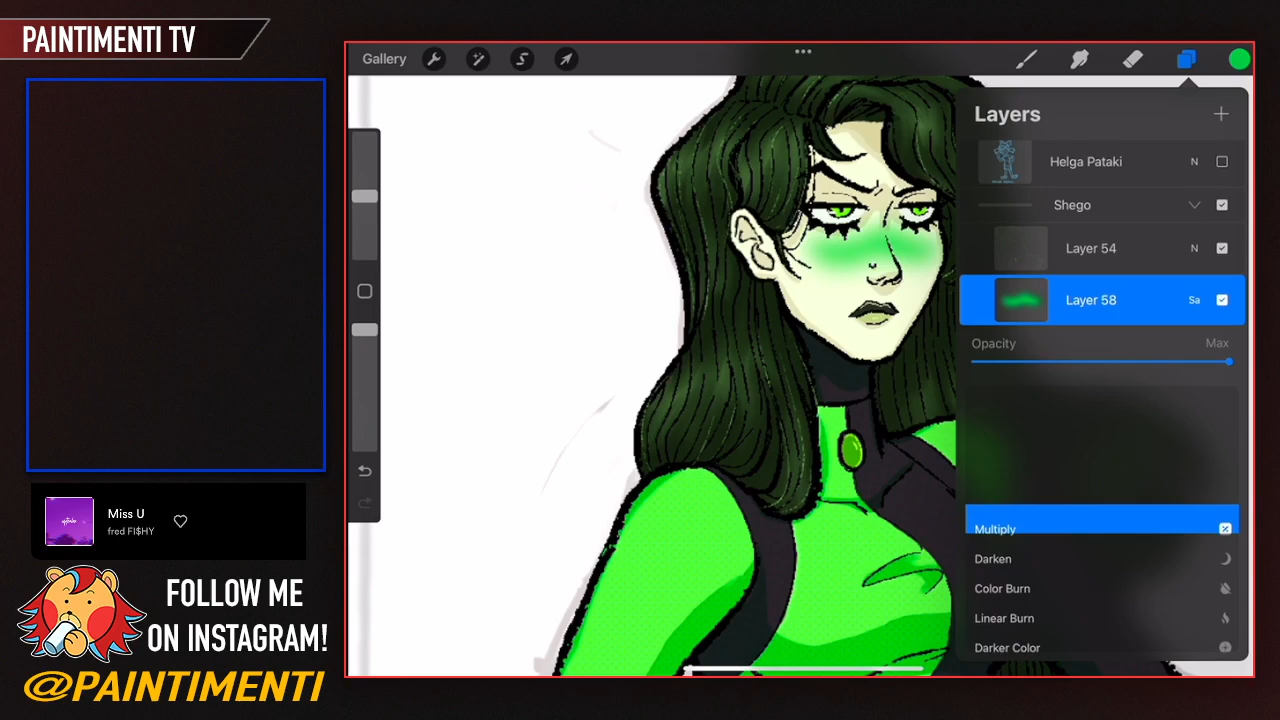 PAINTIMENTI TV
Gallery
Layers
Helga Pataki N
Shego
Layer 54 N
Layer 58 Sa
Opacity Max
Multiply
Darken
Color Burn
Linear Burn
Darker Color
Miss U
fred FI$HY
FOLLOW ME
ON INSTAGRAM!
@PAINTIMENTI